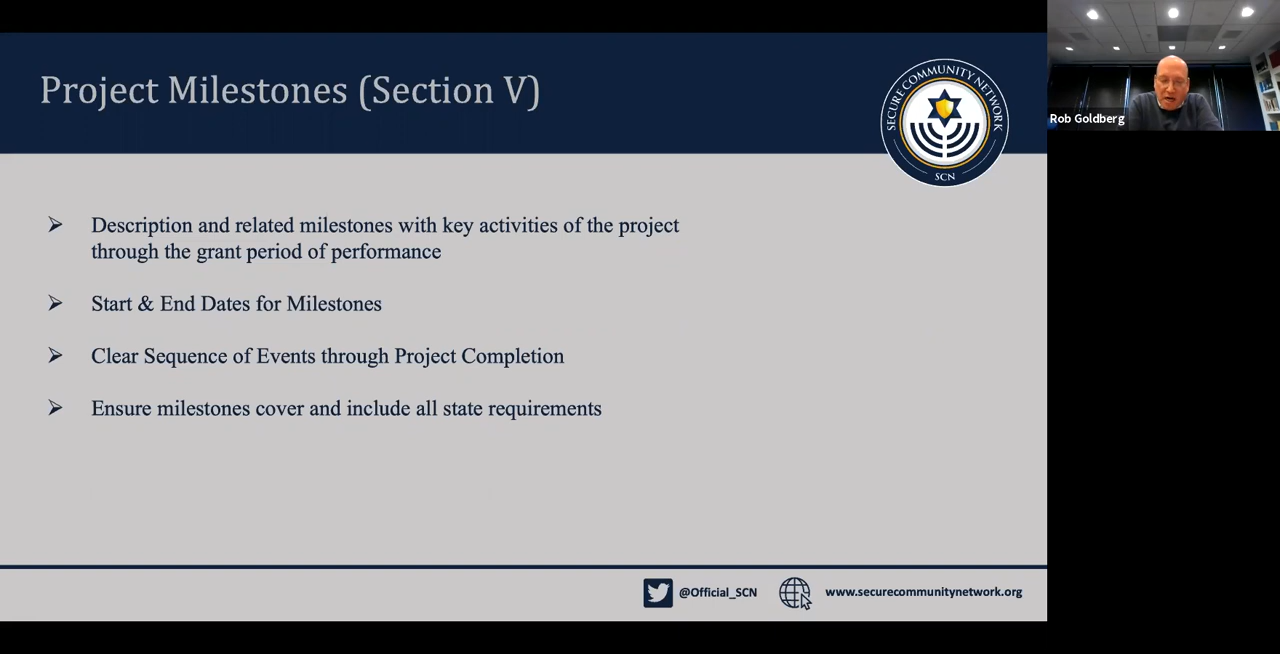 Project Milestones (Section V)
SECURE COMMUNITY NETWORK
SCN
Rob Goldberg
➢ Description and related milestones with key activities of the project
through the grant period of performance
➢ Start & End Dates for Milestones
➢ Clear Sequence of Events through Project Completion
➢ Ensure milestones cover and include all state requirements
@Official_SCN
www.securecommunitynetwork.org